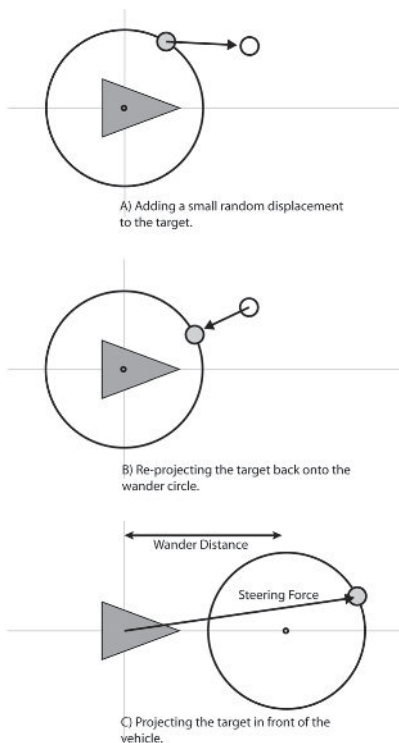 A) Adding a small random displacement
to the target.
B) Re-projecting the target back onto the
wander circle.
Wander Distance
Steering Force
C) Projecting the target in front of the
vehicle.